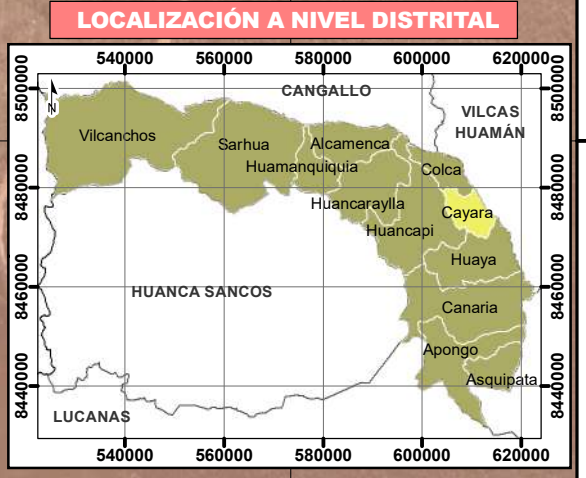 LOCALIZACIÓN A NIVEL DISTRITAL
540000 560000 580000 600000 620000
8500000 8500000
N
CANGALLO
VILCAS
HUAMÁN
Vilcanchos
Sarhua
Alcamenca
Huamanquiquia
Colca
8480000 8480000
Huancaraylla
Cayara
Huancapi
Huaya
8460000 8460000
HUANCA SANCOS
Canaria
Apongo
Asquipata
8440000 8440000
LUCANAS
540000 560000 580000 600000 620000